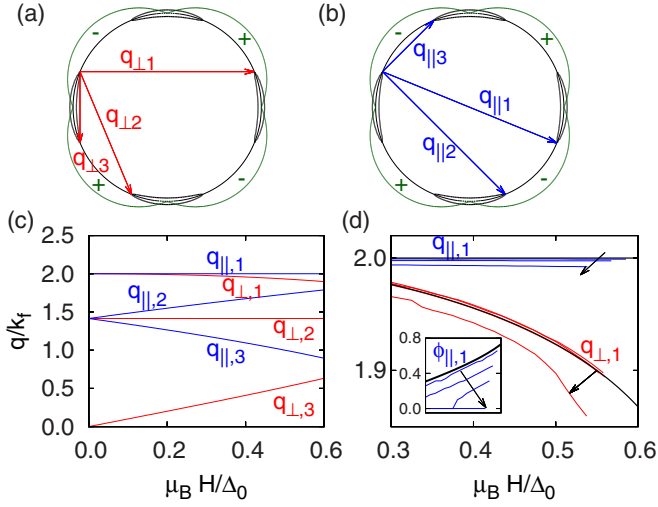 (a)
(b)
-
+
q⊥1
q⊥2
q⊥3
+
-
-
+
q||3
q||1
q||2
+
-
(c)
(d)
2.5
2.0
1.5
1.0
0.5
0.0
q/kf
q||,1
q⊥,1
q||,2
q⊥,2
q||,3
q⊥,3
0.0 0.2 0.4 0.6
μB H/Δ0
2.0
1.9
q||,1
q⊥,1
ϕ||,1
0.8
0.4
0.0
0.3 0.4 0.5 0.6
μB H/Δ0